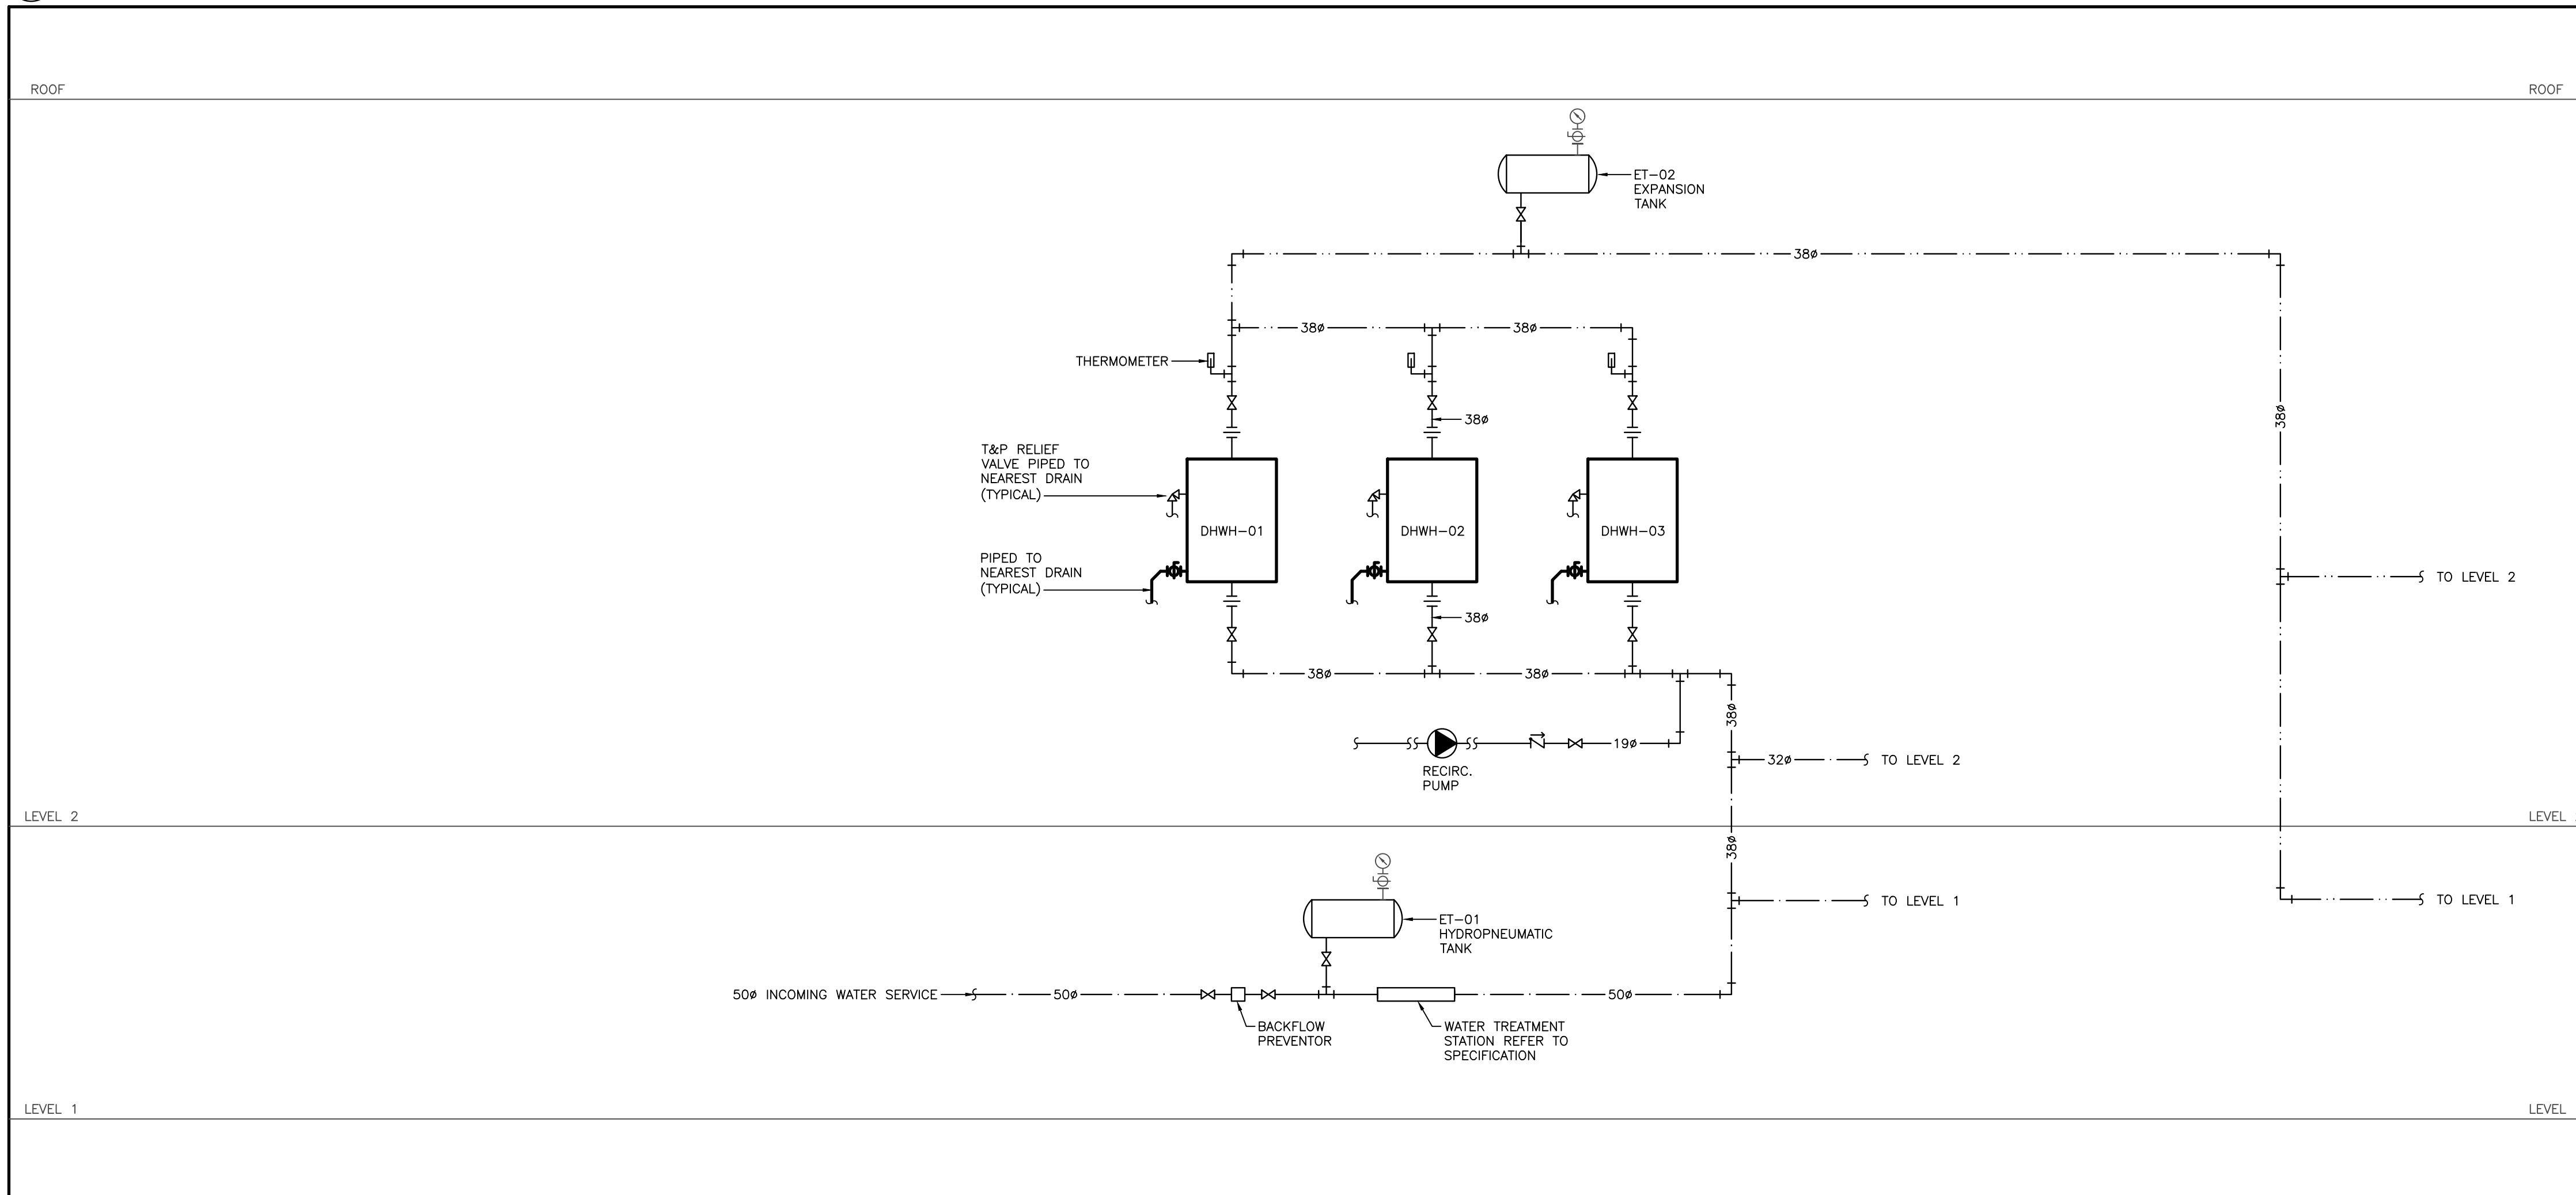 ROOF
ROOF
ET-02
EXPANSION
TANK
38ø
38ø
38ø
THERMOMETER
38ø
38ø
T&P RELIEF
VALVE PIPED TO
NEAREST DRAIN
(TYPICAL)
DHWH-01
DHWH-02
DHWH-03
PIPED TO
NEAREST DRAIN
(TYPICAL)
TO LEVEL 2
38ø
38ø
38ø
38ø
19ø
32ø
TO LEVEL 2
RECIRC.
PUMP
LEVEL 2
LEVEL
38ø
ET-01
HYDROPNEUMATIC
TANK
TO LEVEL 1
TO LEVEL 1
50ø INCOMING WATER SERVICE
50ø
50ø
BACKFLOW
PREVENTOR
WATER TREATMENT
STATION REFER TO
SPECIFICATION
LEVEL 1
LEVEL